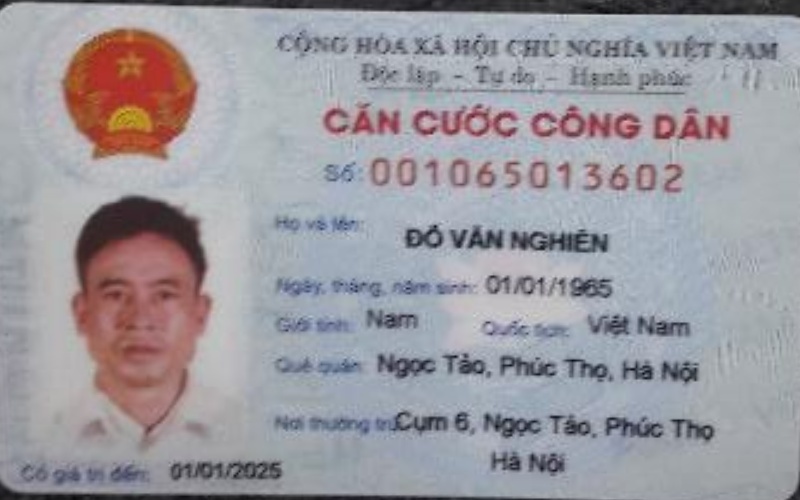 CỘNG HÒA XÃ HỘI CHỦ NGHĨA VIỆT NAM
Độc lập - Tự do - Hạnh phúc
CĂN CƯỚC CÔNG DÂN
Số: 001065013602
Họ và tên: ĐỖ VĂN NGHIÊN
Ngày, tháng, năm sinh: 01/01/1965
Giới tính: Nam Quốc tịch: Việt Nam
Quê quán: Ngọc Tảo, Phúc Thọ, Hà Nội
Nơi thường trú: Cụm 6, Ngọc Tảo, Phúc Thọ
Hà Nội
Có giá trị đến: 01/01/2025